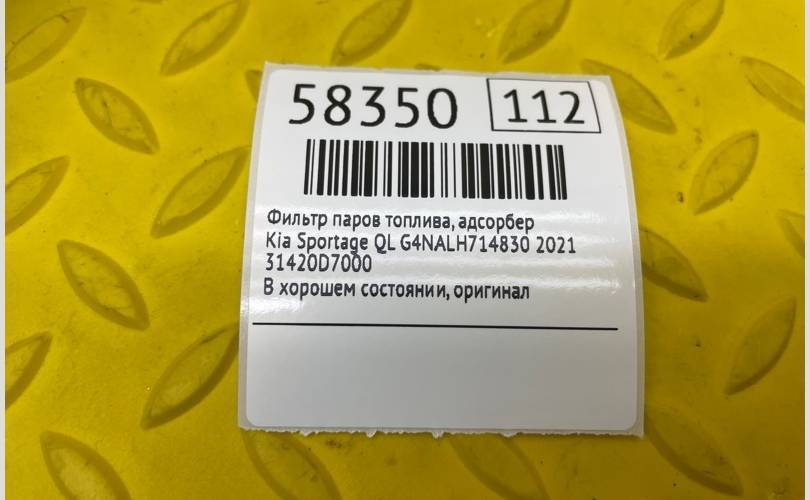 58350 112
Фильтр паров топлива, адсорбер
Kia Sportage QL G4NALH714830 2021
31420D7000
В хорошем состоянии, оригинал